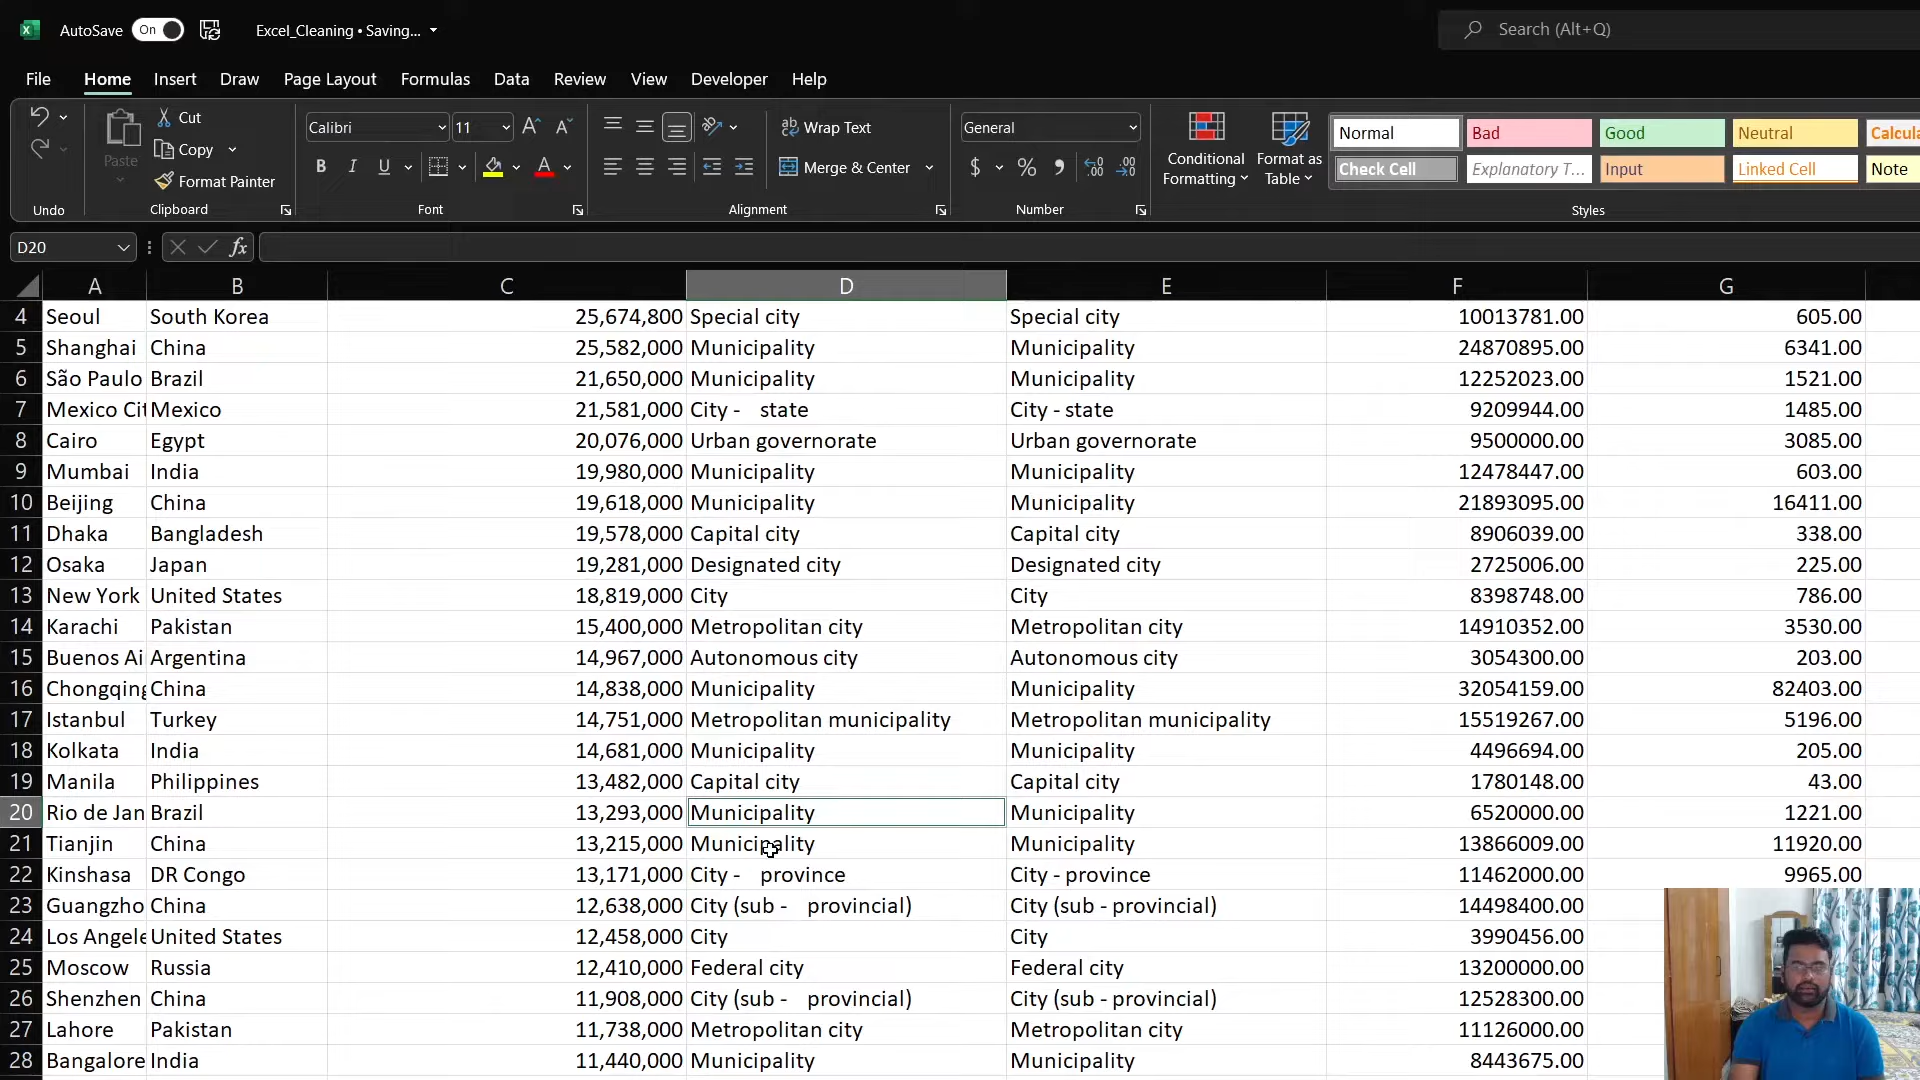 AutoSave On Excel_Cleaning • Saving... Search (Alt+Q)
File Home Insert Draw Page Layout Formulas Data Review View Developer Help
Paste Cut Copy Format Painter
Calibri 11 B I U A
Wrap Text Merge & Center
General $ %
Conditional Formatting Format as Table
Normal Bad Good Neutral
Check Cell Explanatory T... Input Linked Cell Note
Undo Clipboard Font Alignment Number Styles
D20 fx
A B C D E F G
4 Seoul South Korea 25,674,800 Special city Special city 10013781.00 605.00
5 Shanghai China 25,582,000 Municipality Municipality 24870895.00 6341.00
6 São Paulo Brazil 21,650,000 Municipality Municipality 12252023.00 1521.00
7 Mexico Cit Mexico 21,581,000 City -    state City - state 9209944.00 1485.00
8 Cairo Egypt 20,076,000 Urban governorate Urban governorate 9500000.00 3085.00
9 Mumbai India 19,980,000 Municipality Municipality 12478447.00 603.00
10 Beijing China 19,618,000 Municipality Municipality 21893095.00 16411.00
11 Dhaka Bangladesh 19,578,000 Capital city Capital city 8906039.00 338.00
12 Osaka Japan 19,281,000 Designated city Designated city 2725006.00 225.00
13 New York United States 18,819,000 City City 8398748.00 786.00
14 Karachi Pakistan 15,400,000 Metropolitan city Metropolitan city 14910352.00 3530.00
15 Buenos Ai Argentina 14,967,000 Autonomous city Autonomous city 3054300.00 203.00
16 Chongqing China 14,838,000 Municipality Municipality 32054159.00 82403.00
17 Istanbul Turkey 14,751,000 Metropolitan municipality Metropolitan municipality 15519267.00 5196.00
18 Kolkata India 14,681,000 Municipality Municipality 4496694.00 205.00
19 Manila Philippines 13,482,000 Capital city Capital city 1780148.00 43.00
20 Rio de Jan Brazil 13,293,000 Municipality Municipality 6520000.00 1221.00
21 Tianjin China 13,215,000 Municipality Municipality 13866009.00 11920.00
22 Kinshasa DR Congo 13,171,000 City -    province City - province 11462000.00 9965.00
23 Guangzho China 12,638,000 City (sub -    provincial) City (sub - provincial) 14498400.00
24 Los Angele United States 12,458,000 City City 3990456.00
25 Moscow Russia 12,410,000 Federal city Federal city 13200000.00
26 Shenzhen China 11,908,000 City (sub -    provincial) City (sub - provincial) 12528300.00
27 Lahore Pakistan 11,738,000 Metropolitan city Metropolitan city 11126000.00
28 Bangalore India 11,440,000 Municipality Municipality 8443675.00